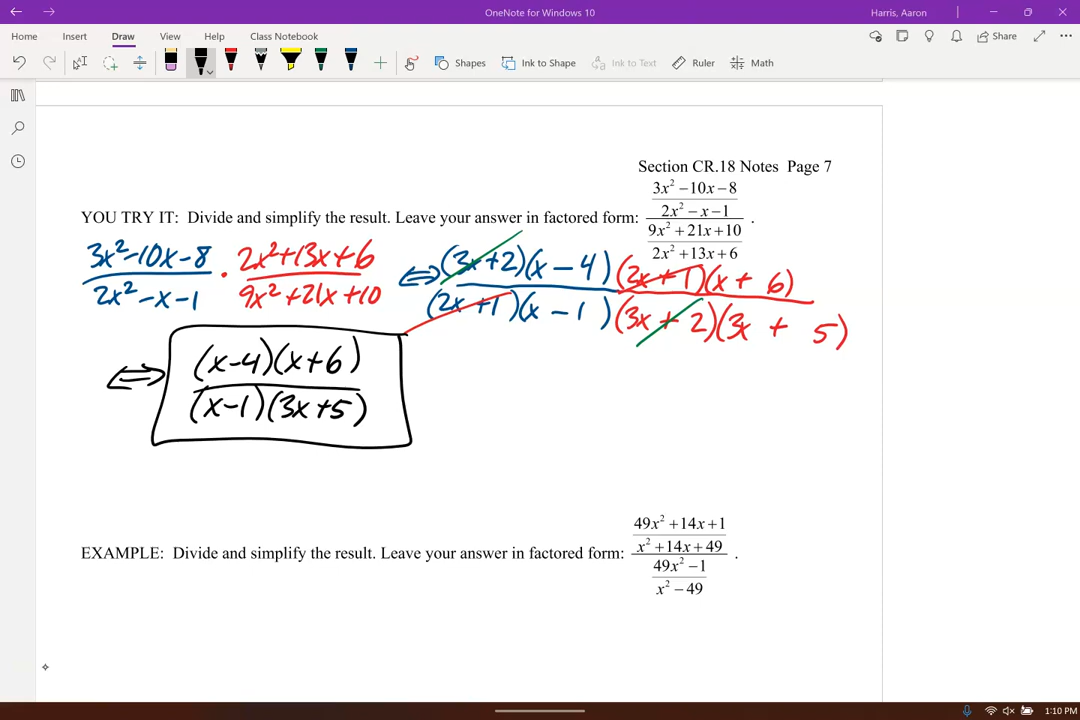 OneNote for Windows 10
Harris, Aaron
Home Insert Draw View Help Class Notebook
Share
Shapes Ink to Shape Ink to Text Ruler Math
Section CR.18 Notes Page 7
YOU TRY IT: Divide and simplify the result. Leave your answer in factored form:
3x² −10x−8
2x² −x−1
9x² +21x+10
2x² +13x+6
.
3x²-10x-8
2x²-x-1
·
2x²+13x+6
9x²+21x+10
⇔
(3x+2)(x-4)(2x+1)(x+6)
(2x+1)(x-1)(3x+2)(3x+5)
⇔
(x-4)(x+6)
(x-1)(3x+5)
EXAMPLE: Divide and simplify the result. Leave your answer in factored form:
49x² +14x+1
x² +14x+49
49x² −1
x² −49
.
1:10 PM